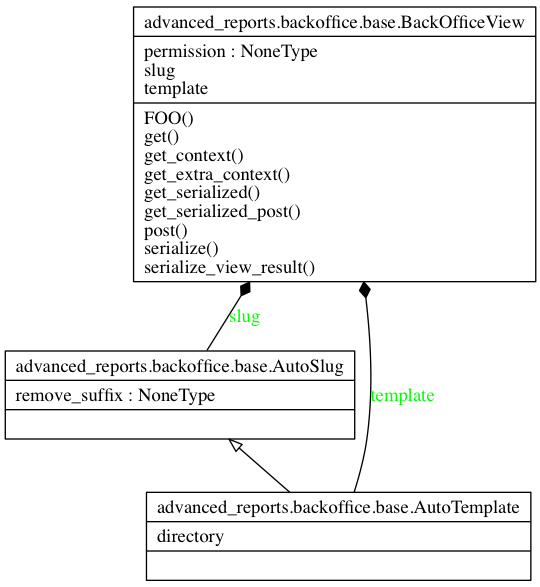 advanced_reports.backoffice.base.BackOfficeView
permission : NoneType
slug
template
FOO()
get()
get_context()
get_extra_context()
get_serialized()
get_serialized_post()
post()
serialize()
serialize_view_result()
slug
advanced_reports.backoffice.base.AutoSlug
remove_suffix : NoneType
template
advanced_reports.backoffice.base.AutoTemplate
directory